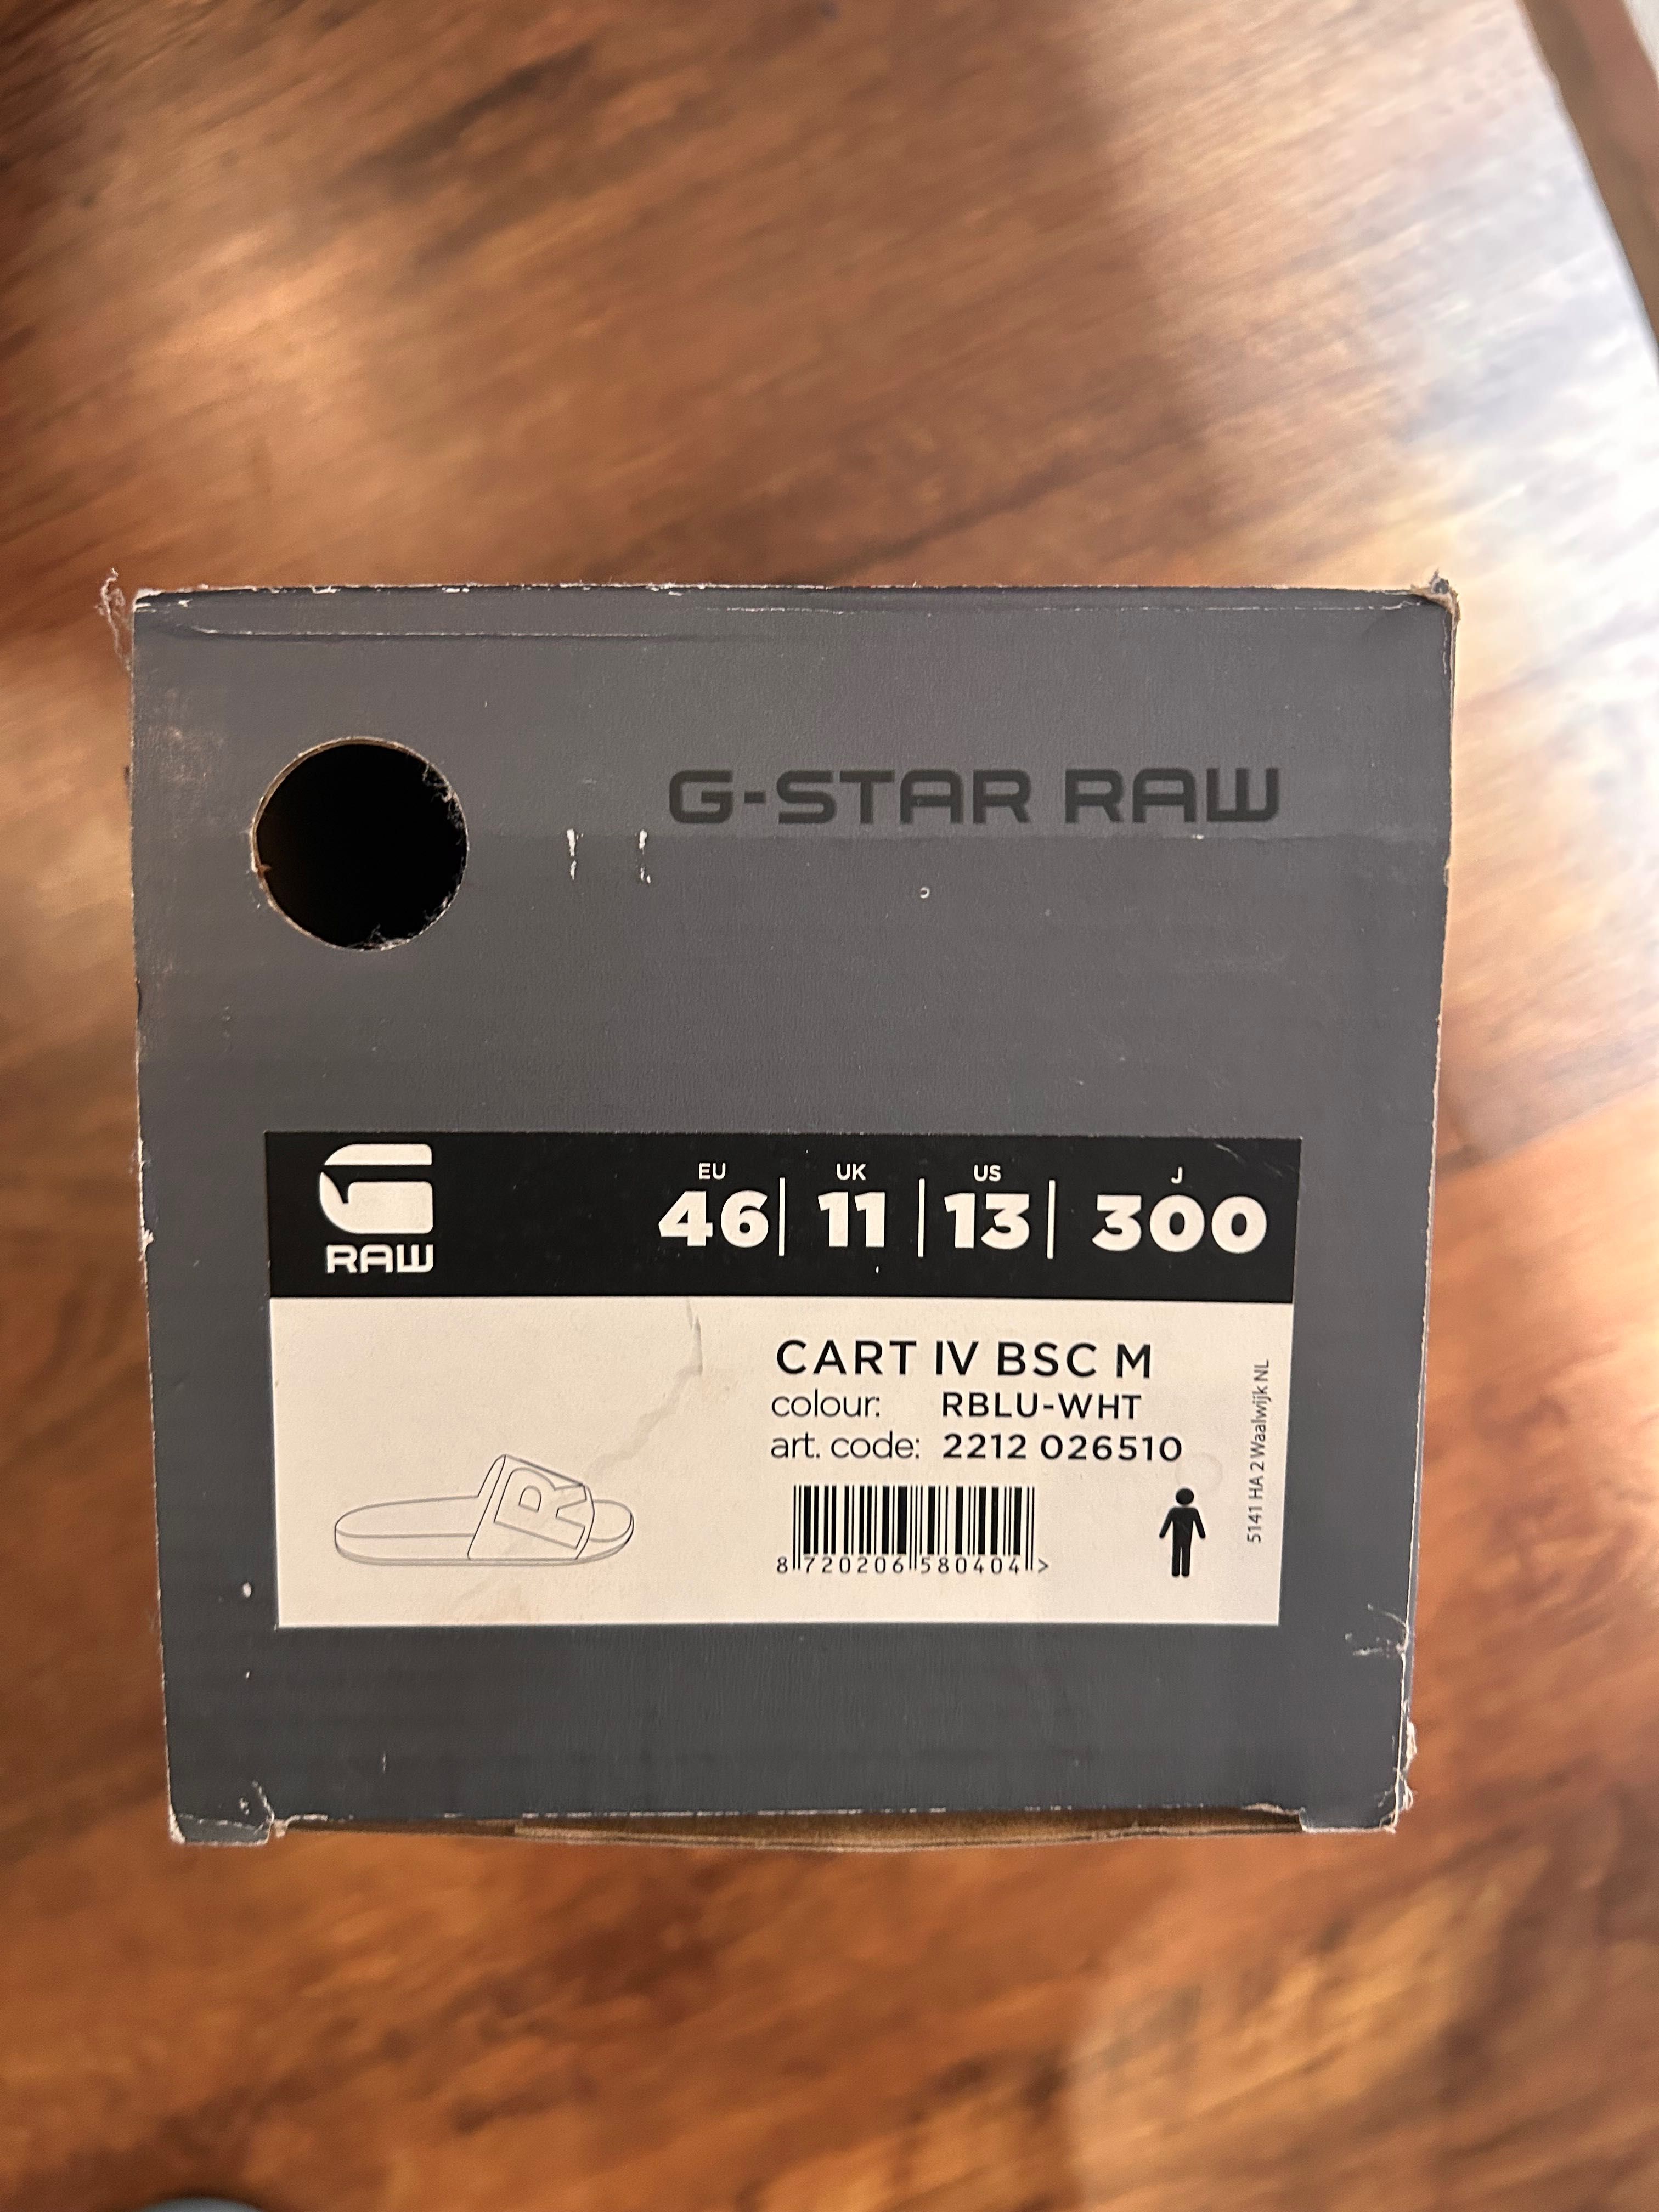 G-STAR RAW
RAW
EU UK US J
46 | 11 | 13 | 300
CART IV BSC M
colour: RBLU-WHT
art. code: 2212 026510
R
8 720206 580404 >
5141 HA 2 Waalwijk NL